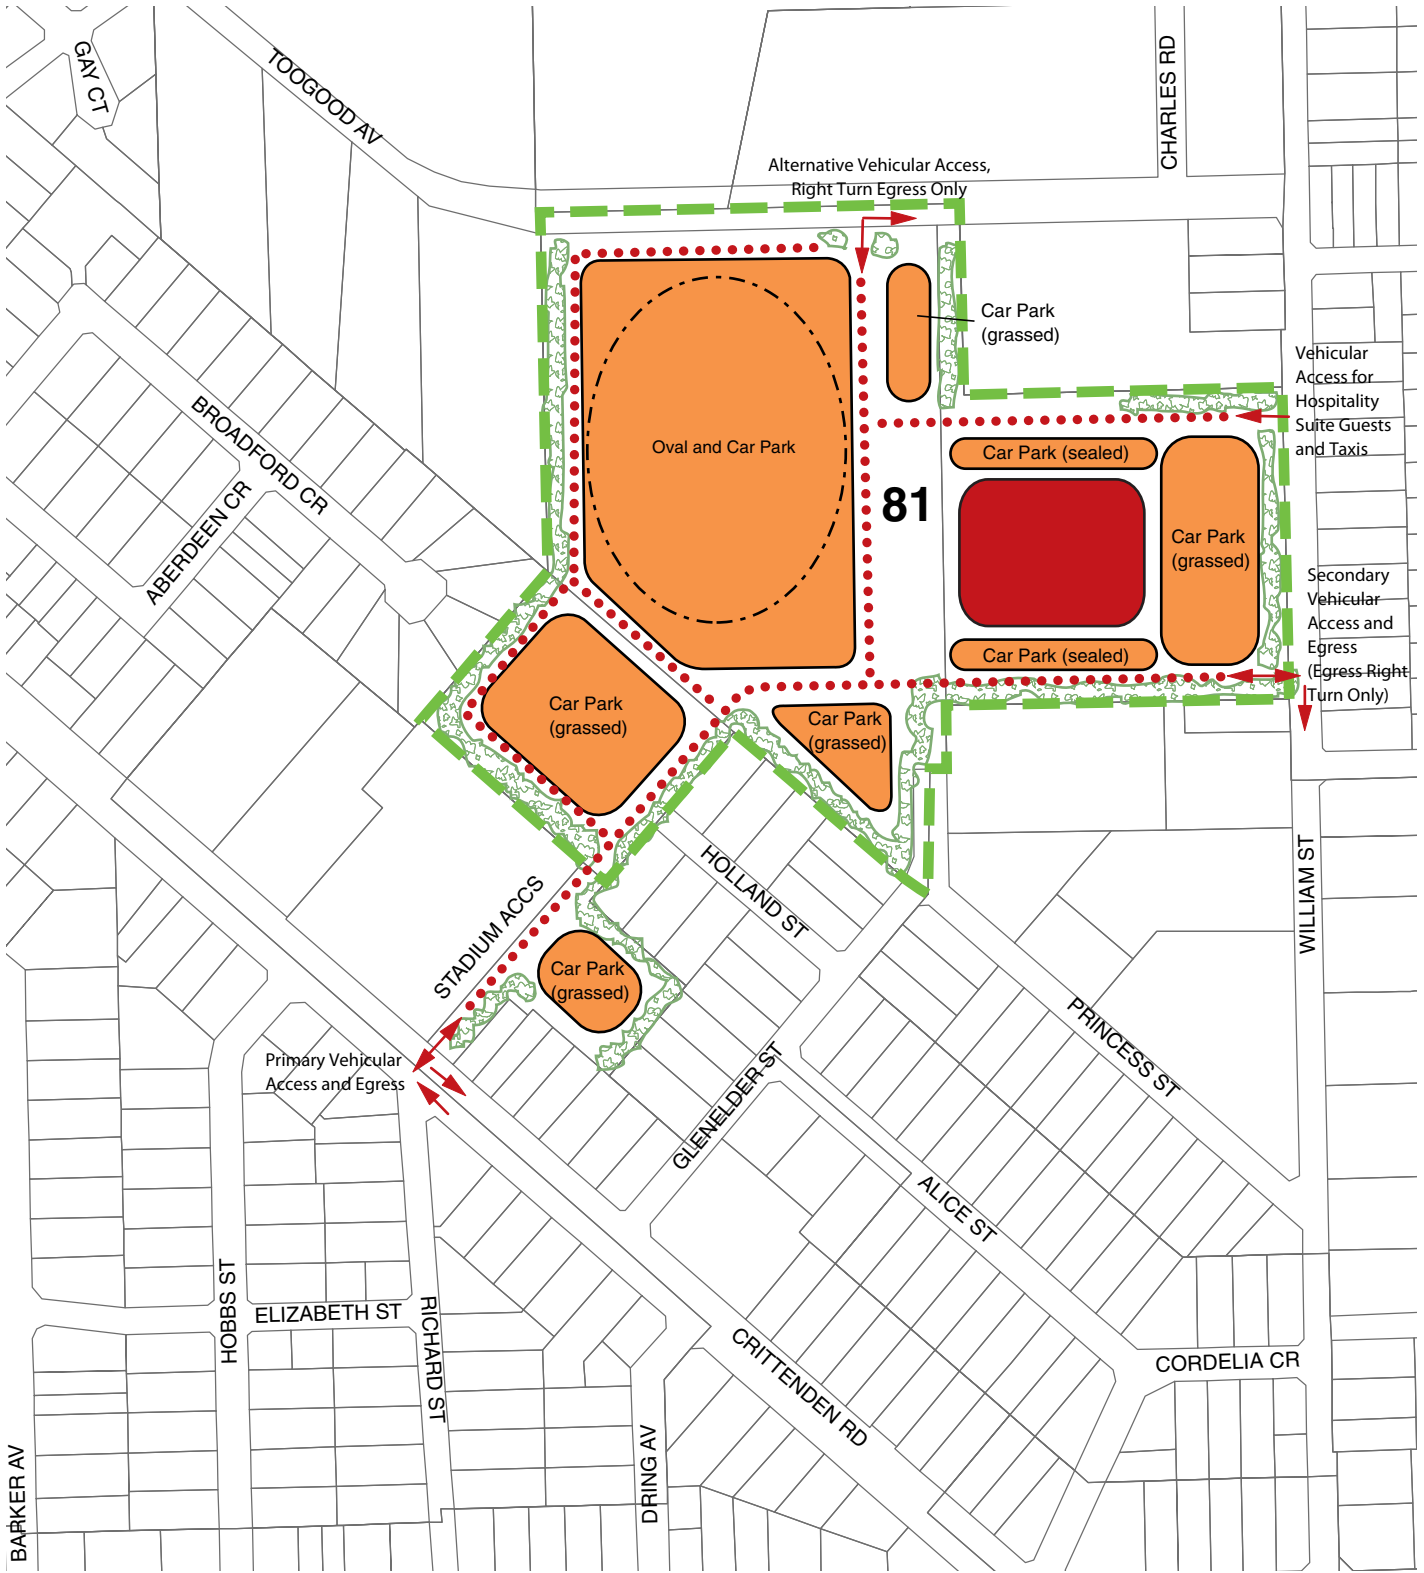 GAY CT
TOOGOOD AV
CHARLES RD
Alternative Vehicular Access,
Right Turn Egress Only
Car Park
(grassed)
Vehicular
Access for
Hospitality
Suite Guests
and Taxis
BROADFORD CR
ABERDEEN CR
Oval and Car Park
Car Park (sealed)
81
Car Park
(grassed)
Secondary
Vehicular
Access and
Egress
(Egress Right
Turn Only)
Car Park (sealed)
Car Park
(grassed)
Car Park
(grassed)
HOLLAND ST
WILLIAM ST
STADIUM ACCS
Car Park
(grassed)
PRINCESS ST
Primary Vehicular
Access and Egress
GLENELDER ST
ALICE ST
HOBBS ST
ELIZABETH ST
RICHARD ST
CRITTENDEN RD
CORDELIA CR
DRING AV
BARKER AV